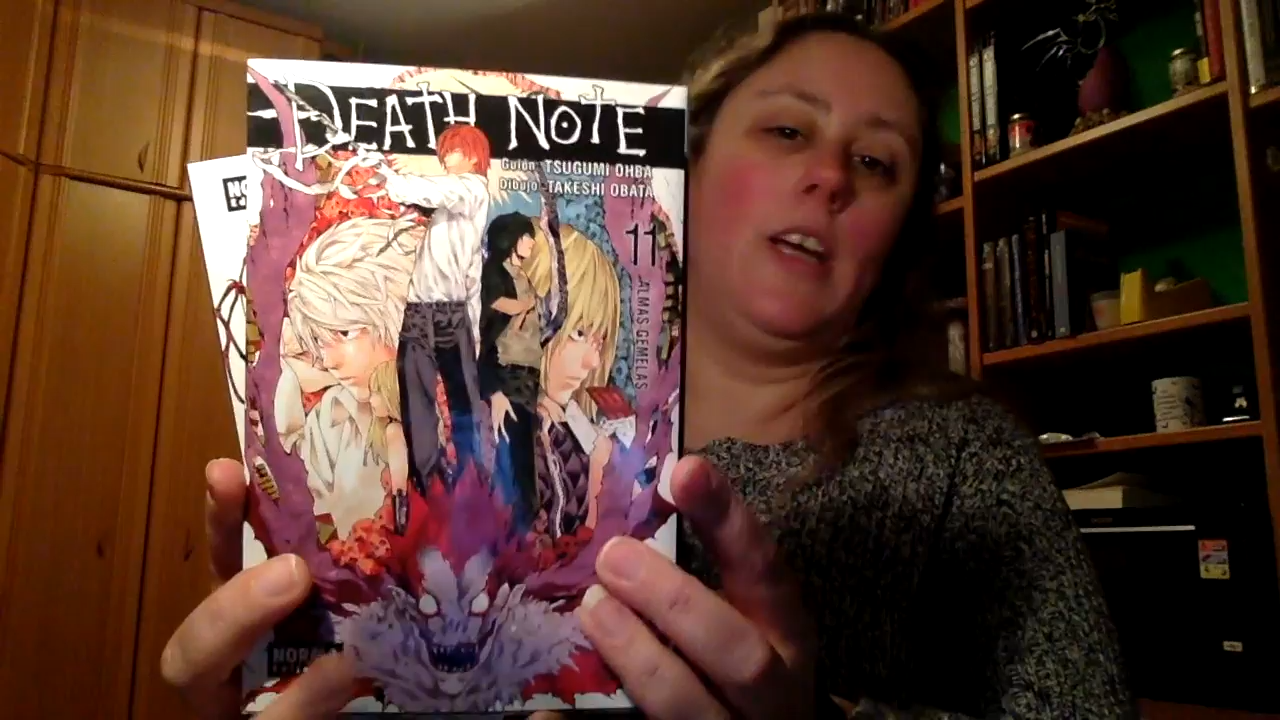 DEATH NOTE
Guión: TSUGUMI OHBA
Dibujo: TAKESHI OBATA
11
ALMAS GEMELAS
NORMA